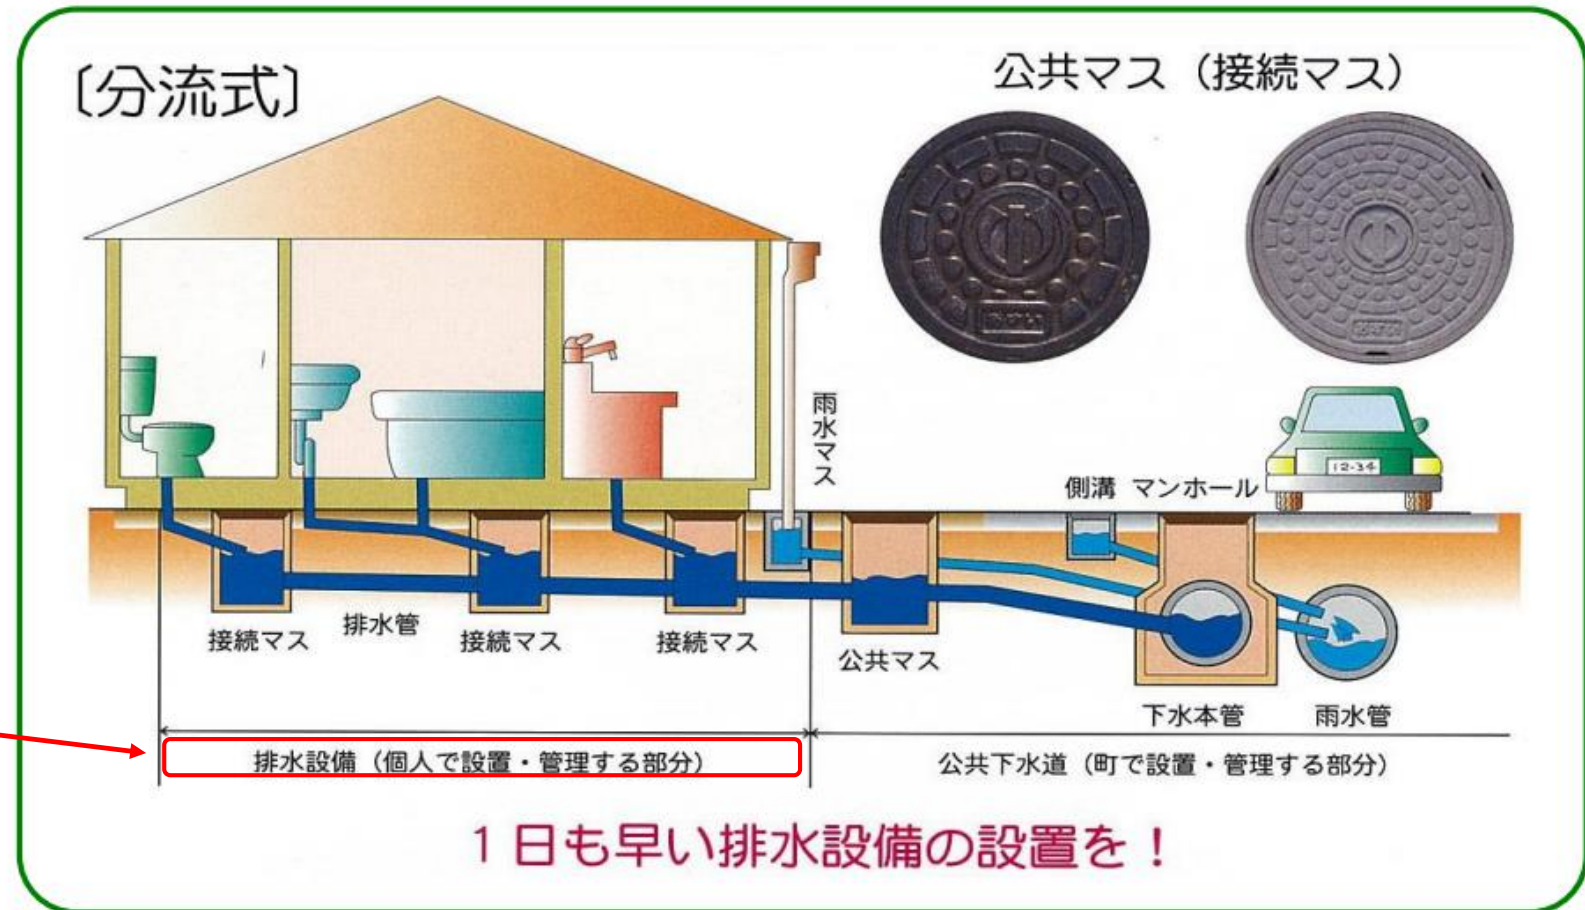 〔分流式〕
公共マス（接続マス）
雨水マス
側溝
マンホール
12-34
接続マス
排水管
接続マス
接続マス
公共マス
下水本管
雨水管
排水設備（個人で設置・管理する部分）
公共下水道（町で設置・管理する部分）
１日も早い排水設備の設置を！